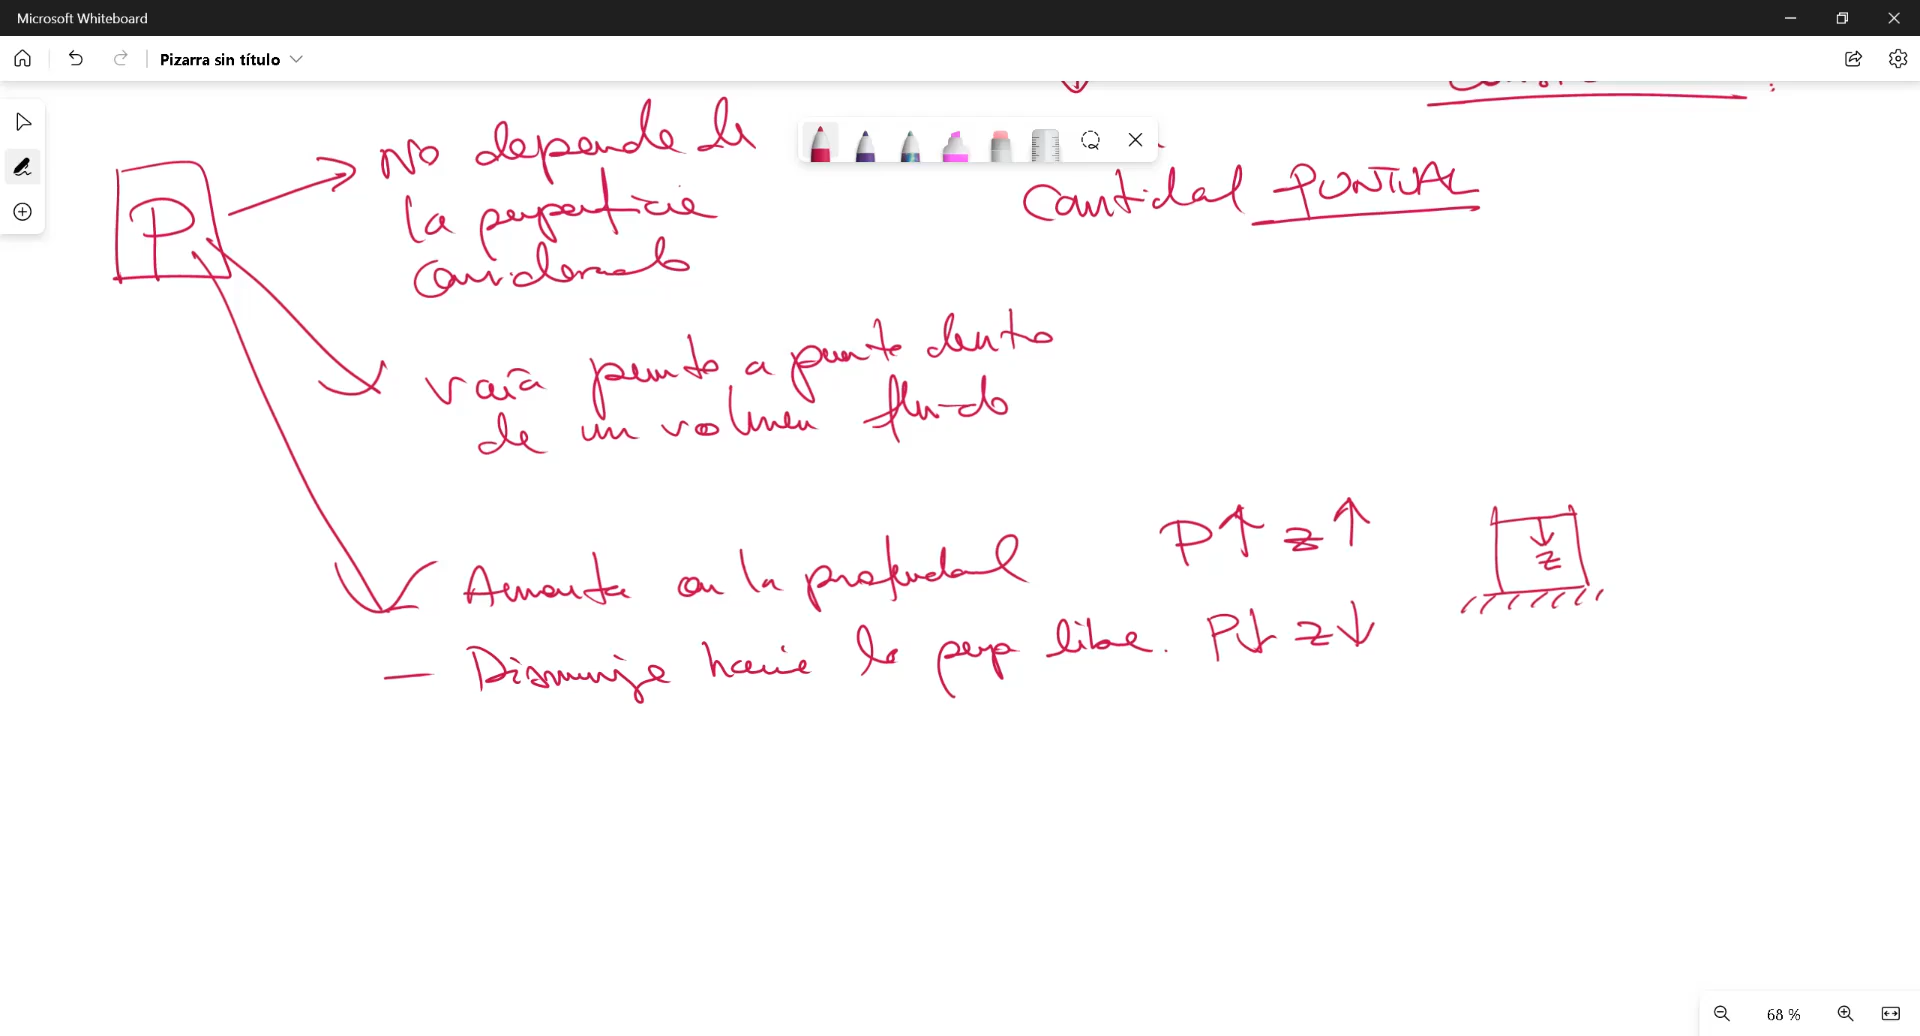 Microsoft Whiteboard
Pizarra sin título
No depende de
la superficie
considerada
Cantidad PUNTUAL
P
varía punto a punto dentro
de un volumen fluido
Aumenta con la profundidad P↑ z↑
z
— Disminuye hacia la sup. libre. P↓ z↓
68 %